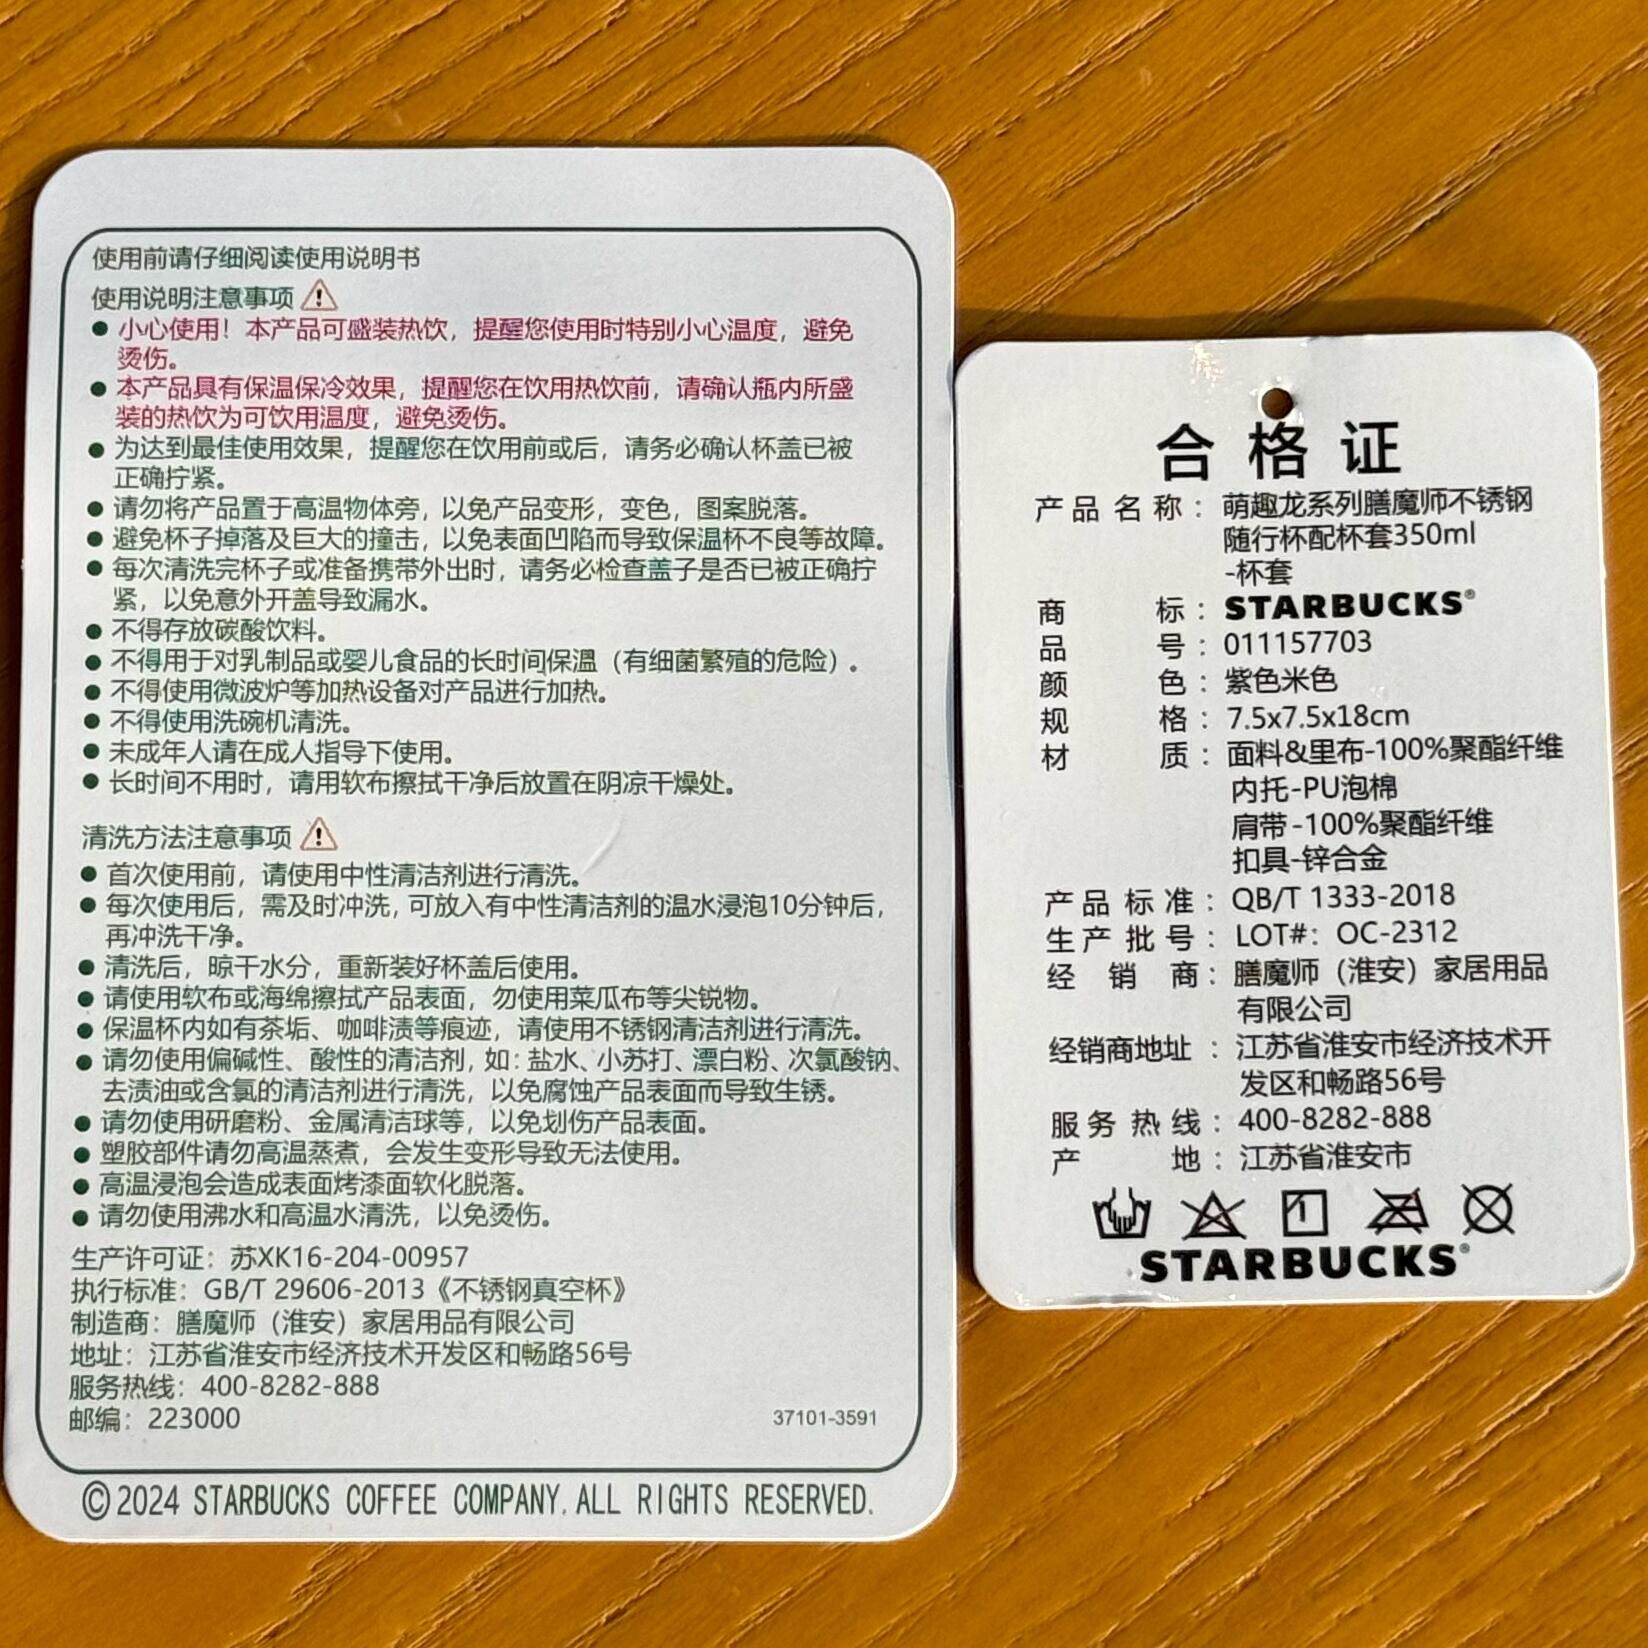 使用前请仔细阅读使用说明书
使用说明注意事项
● 小心使用！本产品可盛装热饮，提醒您使用时特别小心温度，避免
烫伤。
● 本产品具有保温保冷效果，提醒您在饮用热饮前，请确认瓶内所盛
装的热饮为可饮用温度，避免烫伤。
● 为达到最佳使用效果，提醒您在饮用前或后，请务必确认杯盖已被
正确拧紧。
● 请勿将产品置于高温物体旁，以免产品变形，变色，图案脱落。
● 避免杯子掉落及巨大的撞击，以免表面凹陷而导致保温杯不良等故障。
● 每次清洗完杯子或准备携带外出时，请务必检查盖子是否已被正确拧
紧，以免意外开盖导致漏水。
● 不得存放碳酸饮料。
● 不得用于对乳制品或婴儿食品的长时间保温（有细菌繁殖的危险）。
● 不得使用微波炉等加热设备对产品进行加热。
● 不得使用洗碗机清洗。
● 未成年人请在成人指导下使用。
● 长时间不用时，请用软布擦拭干净后放置在阴凉干燥处。
清洗方法注意事项
● 首次使用前，请使用中性清洁剂进行清洗。
● 每次使用后，需及时冲洗，可放入有中性清洁剂的温水浸泡10分钟后，
再冲洗干净。
● 清洗后，晾干水分，重新装好杯盖后使用。
● 请使用软布或海绵擦拭产品表面，勿使用菜瓜布等尖锐物。
● 保温杯内如有茶垢、咖啡渍等痕迹，请使用不锈钢清洁剂进行清洗。
● 请勿使用偏碱性、酸性的清洁剂，如：盐水、小苏打、漂白粉、次氯酸钠、
去渍油或含氯的清洁剂进行清洗，以免腐蚀产品表面而导致生锈。
● 请勿使用研磨粉、金属清洁球等，以免划伤产品表面。
● 塑胶部件请勿高温蒸煮，会发生变形导致无法使用。
● 高温浸泡会造成表面烤漆面软化脱落。
● 请勿使用沸水和高温水清洗，以免烫伤。
生产许可证：苏XK16-204-00957
执行标准：GB/T 29606-2013《不锈钢真空杯》
制造商：膳魔师（淮安）家居用品有限公司
地址：江苏省淮安市经济技术开发区和畅路56号
服务热线：400-8282-888
邮编：223000
37101-3591
©2024 STARBUCKS COFFEE COMPANY. ALL RIGHTS RESERVED.
合格证
产品名称：萌趣龙系列膳魔师不锈钢
随行杯配杯套350ml
-杯套
商标：STARBUCKS®
品号：011157703
颜色：紫色米色
规格：7.5x7.5x18cm
材质：面料&里布-100%聚酯纤维
内托-PU泡棉
肩带-100%聚酯纤维
扣具-锌合金
产品标准：QB/T 1333-2018
生产批号：LOT#：OC-2312
经销商：膳魔师（淮安）家居用品
有限公司
经销商地址：江苏省淮安市经济技术开
发区和畅路56号
服务热线：400-8282-888
产地：江苏省淮安市
STARBUCKS®